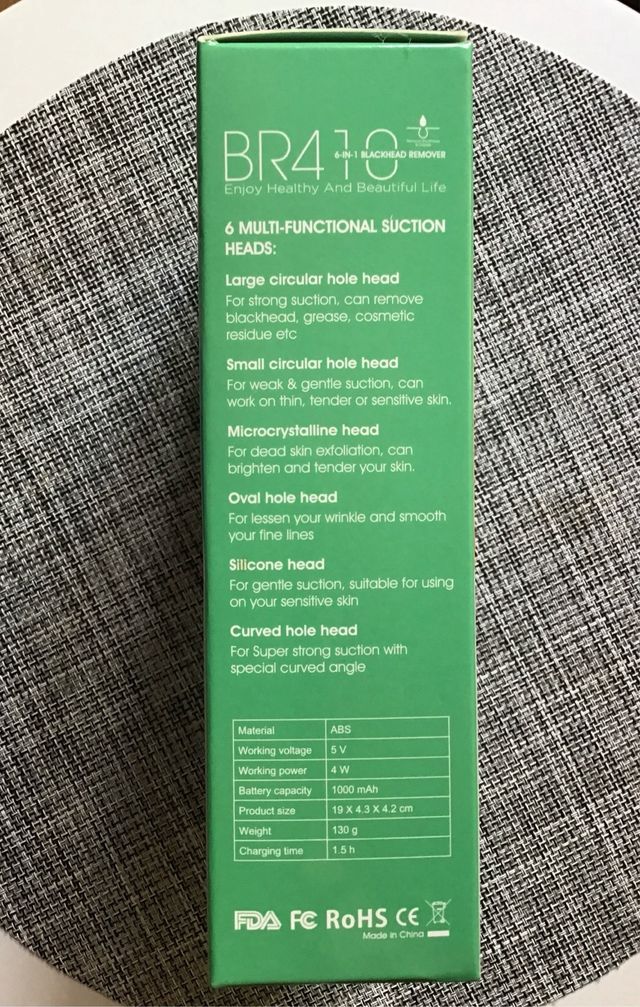 BR410
6-IN-1 BLACKHEAD REMOVER
Enjoy Healthy And Beautiful Life
6 MULTI-FUNCTIONAL SUCTION
HEADS:
Large circular hole head
For strong suction, can remove
blackhead, grease, cosmetic
residue etc
Small circular hole head
For weak & gentle suction, can
work on thin, tender or sensitive skin.
Microcrystalline head
For dead skin exfoliation, can
brighten and tender your skin.
Oval hole head
For lessen your wrinkle and smooth
your fine lines
Silicone head
For gentle suction, suitable for using
on your sensitive skin
Curved hole head
For Super strong suction with
special curved angle
Material ABS
Working voltage 5 V
Working power 4 W
Battery capacity 1000 mAh
Product size 19 X 4.3 X 4.2 cm
Weight 130 g
Charging time 1.5 h
FDA FC RoHS CE
Made in China